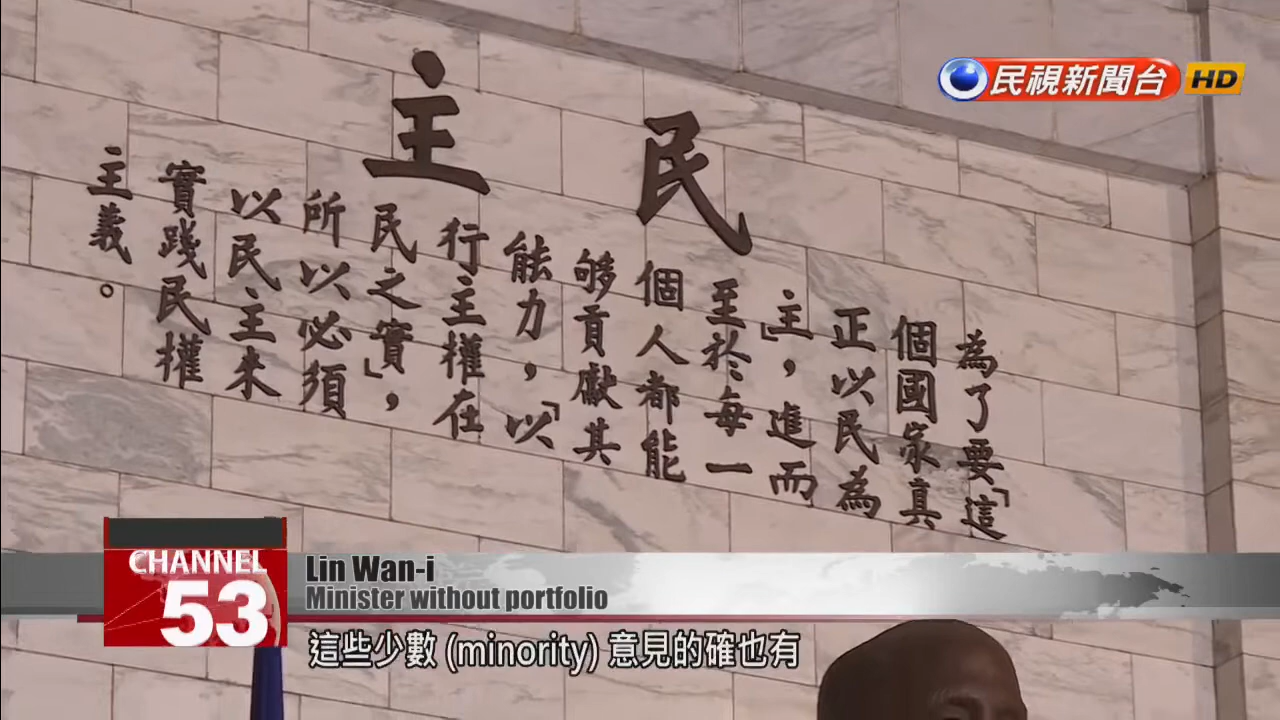 民視新聞台 HD
民主
為了要「這
個國家真
正以民為
主」，進而
至於每一
個人都能
够貢獻其
能力，「以
行主權在
民之實」，
所以必須
以民主來
實踐民權
主義。
CHANNEL
53
Lin Wan-i
Minister without portfolio
這些少數 (minority) 意見的確也有